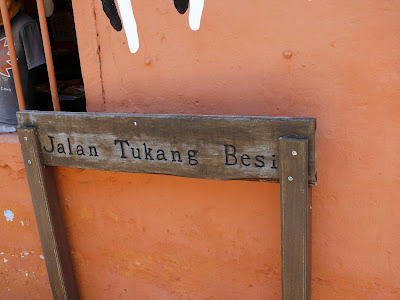 Jalan Tukang Besi